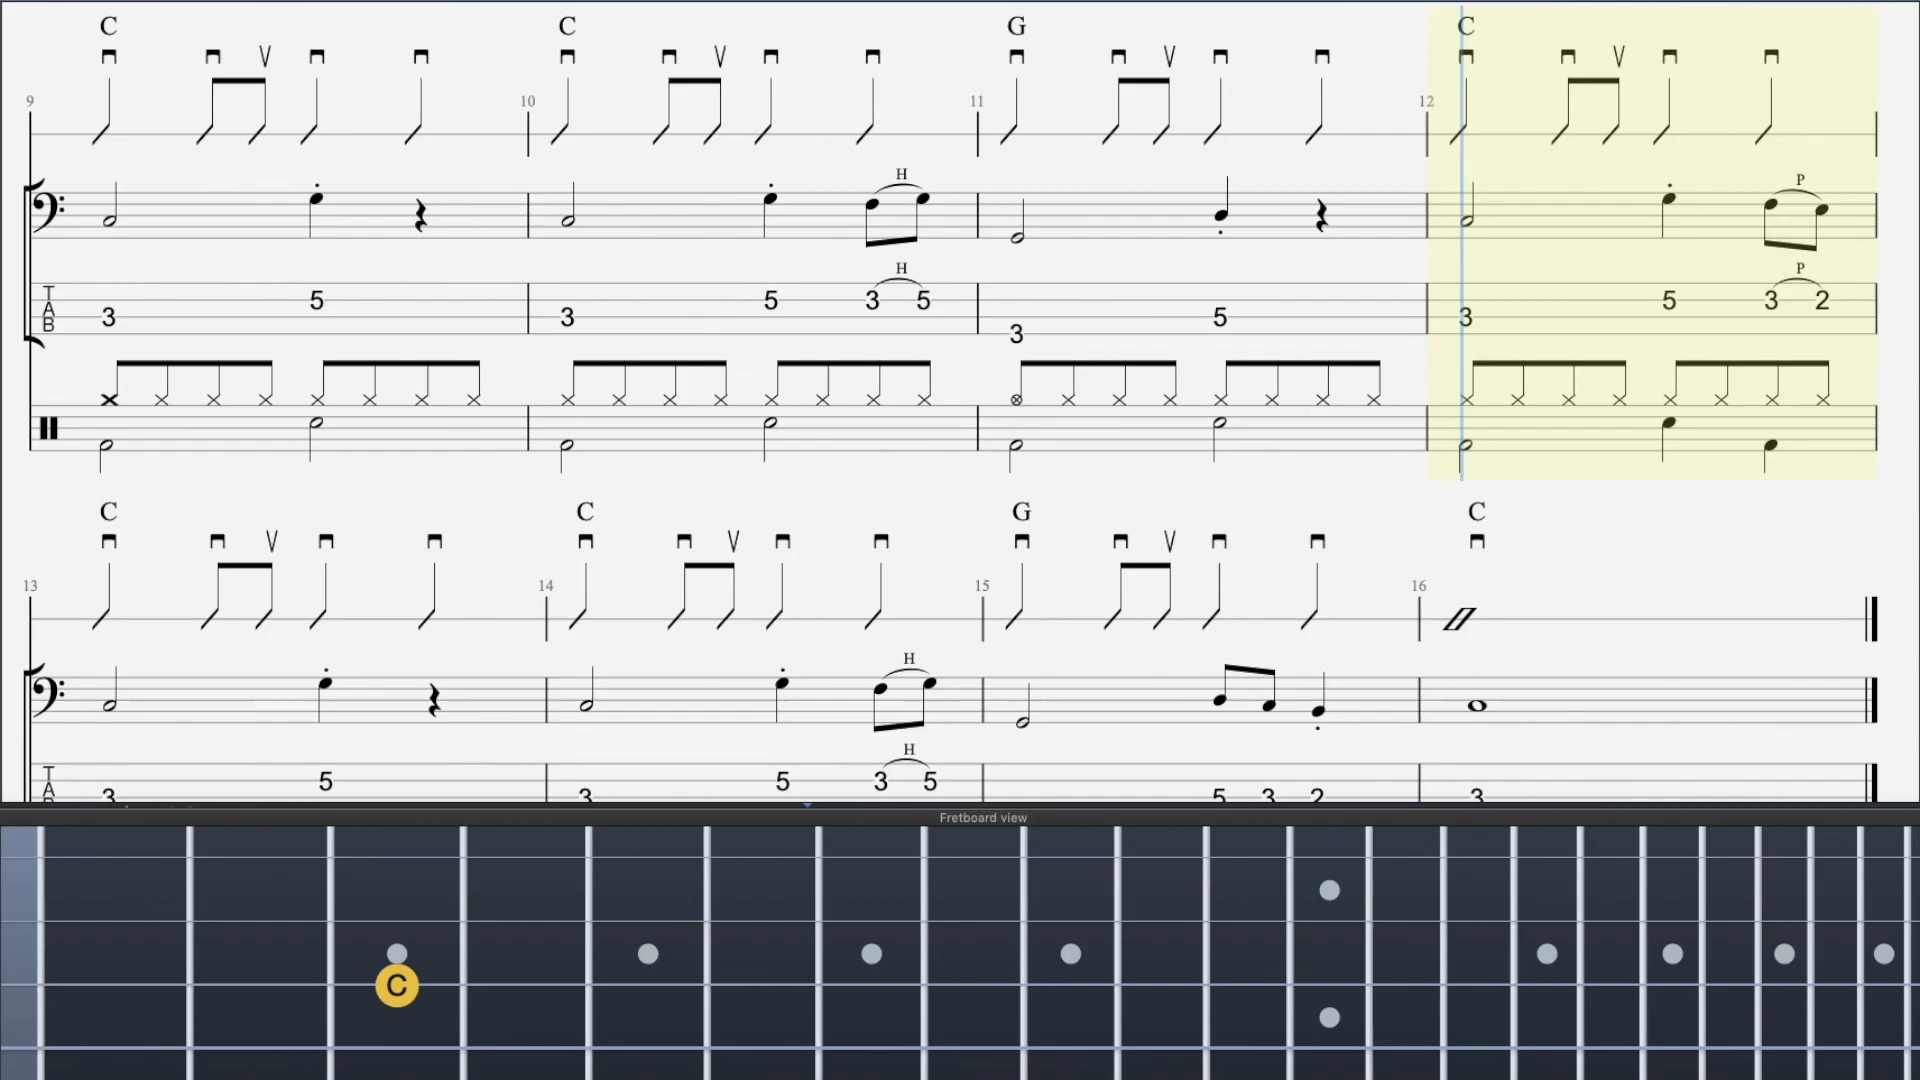 C C G C
9 10 11 12
H P
T
A
B
H P
3 5 3 5 3 5 3 5 3 5 3 2
C C G C
13 14 15 16
H
H
T
A
B
3 5 3 5 3 5 5 3 2 3
Fretboard view
C